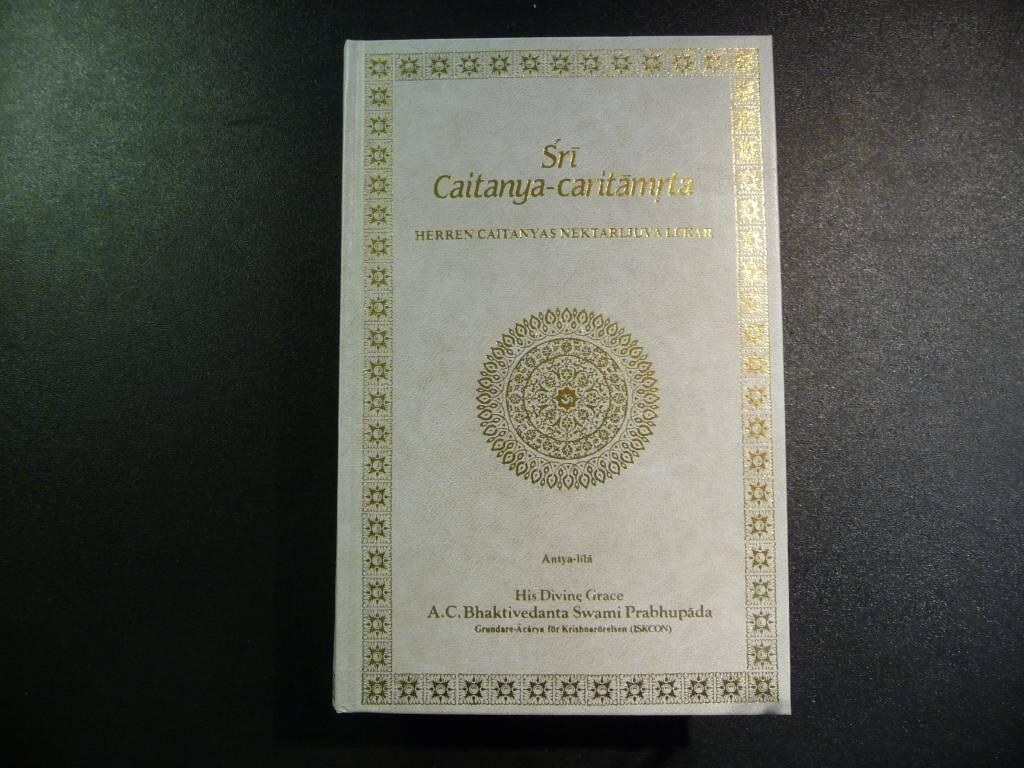 Śrī
Caitanya-caritāmṛta
HERREN CAITANYAS NEKTARLJUVA LEKAR
Antya-līlā
His Divine Grace
A.C. Bhaktivedanta Swami Prabhupāda
Grundare-Ācārya för Krishnarörelsen (ISKCON)